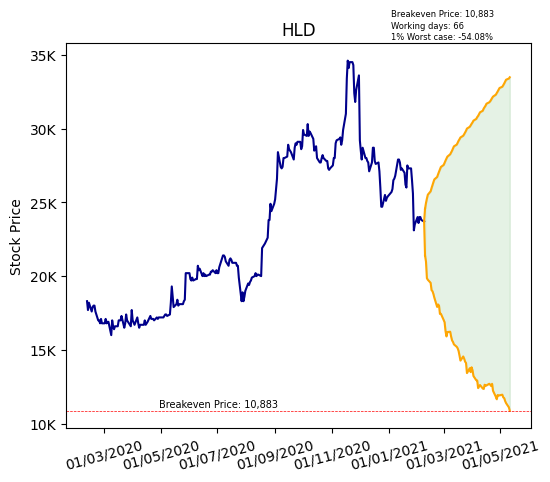 Breakeven Price: 10,883
Working days: 66
1% Worst case: -54.08%
HLD
Stock Price
35K
30K
25K
20K
15K
10K
Breakeven Price: 10,883
01/03/2020
01/05/2020
01/07/2020
01/09/2020
01/11/2020
01/01/2021
01/03/2021
01/05/2021